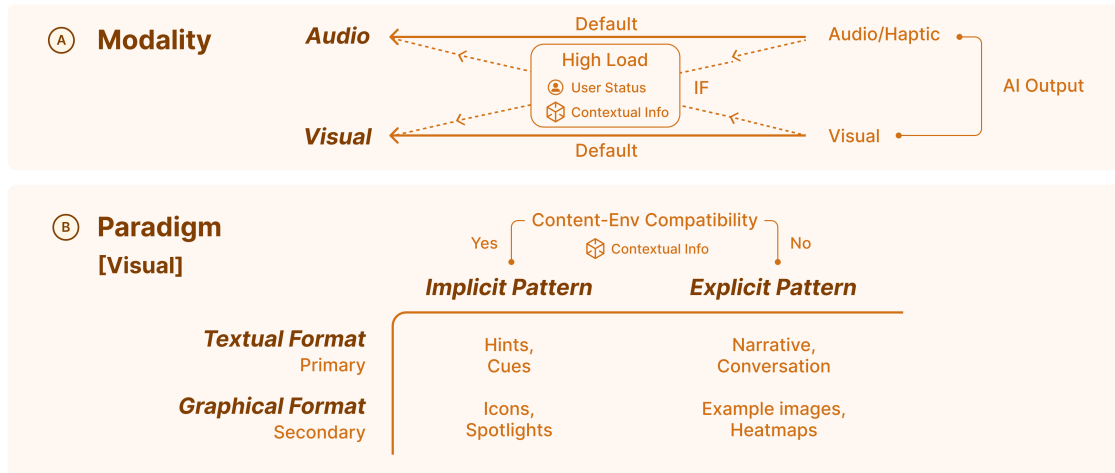 A Modality
Audio
Default
Audio/Haptic
High Load
User Status
Contextual Info
IF
AI Output
Visual
Default
Visual
B Paradigm
[Visual]
Content-Env Compatibility
Yes
Contextual Info
No
Implicit Pattern
Explicit Pattern
Textual Format
Primary
Hints,
Cues
Narrative,
Conversation
Graphical Format
Secondary
Icons,
Spotlights
Example images,
Heatmaps